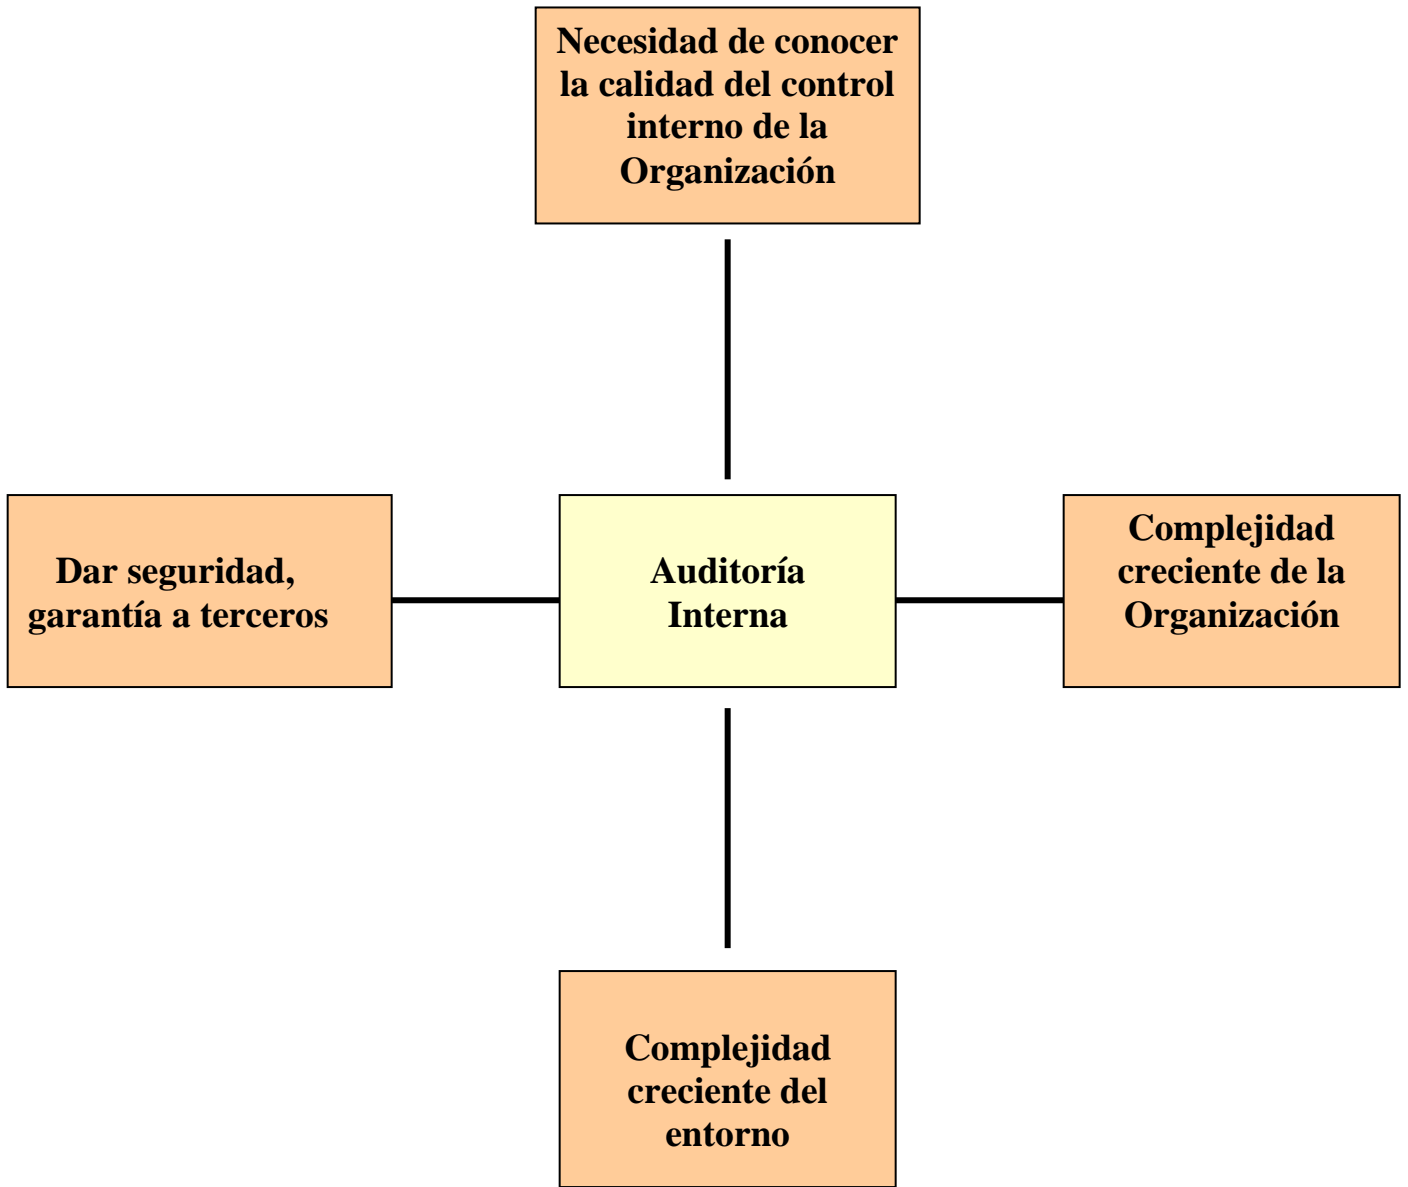 Necesidad de conocer
la calidad del control
interno de la
Organización
Dar seguridad,
garantía a terceros
Auditoría
Interna
Complejidad
creciente de la
Organización
Complejidad
creciente del
entorno